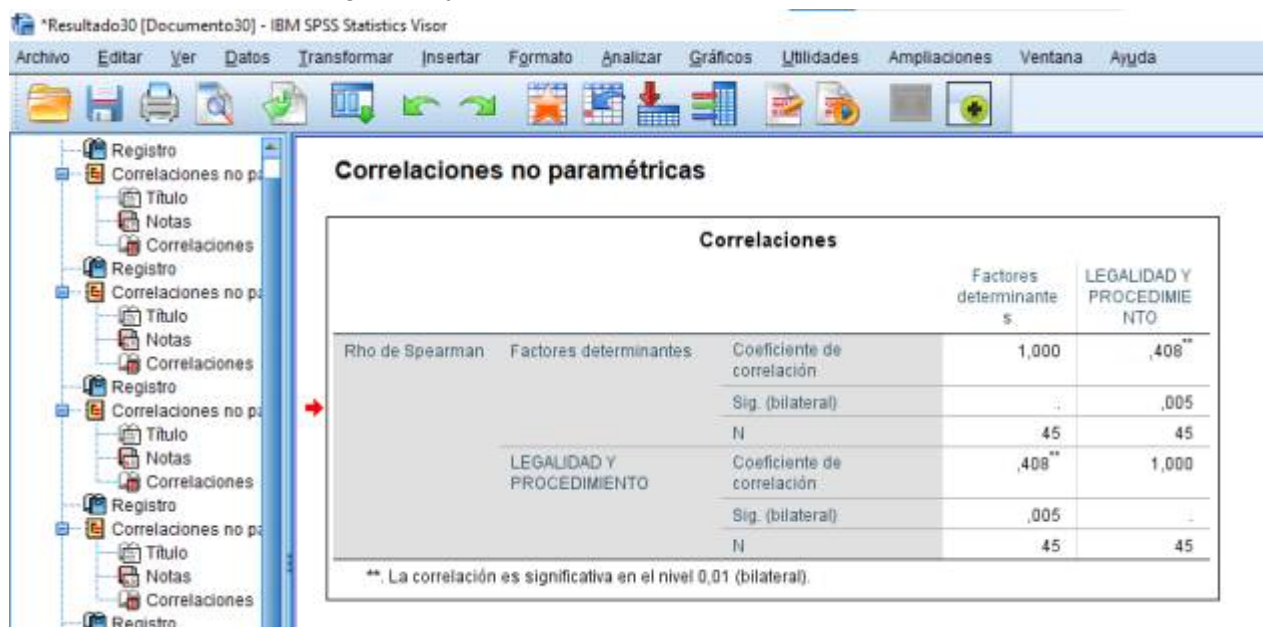 *Resultado30 [Documento30] - IBM SPSS Statistics Visor
Archivo Editar Ver Datos Transformar Insertar Formato Analizar Gráficos Utilidades Ampliaciones Ventana Ayuda
Registro
Correlaciones no pa
Título
Notas
Correlaciones
Registro
Correlaciones no pa
Título
Notas
Correlaciones
Registro
Correlaciones no pa
Título
Notas
Correlaciones
Registro
Correlaciones no pa
Título
Notas
Correlaciones
Registro
Correlaciones no paramétricas
Correlaciones
Factores
determinante
s
LEGALIDAD Y
PROCEDIMIE
NTO
Rho de Spearman Factores determinantes Coeficiente de
correlación 1,000 ,408**
Sig. (bilateral) . ,005
N 45 45
LEGALIDAD Y
PROCEDIMIENTO Coeficiente de
correlación ,408** 1,000
Sig. (bilateral) ,005 .
N 45 45
**. La correlación es significativa en el nivel 0,01 (bilateral).